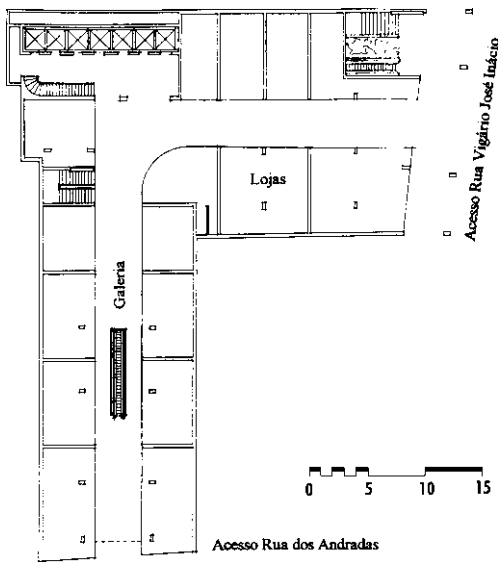 Acesso Rua Vigário José Inácio
Lojas
Galeria
0 5 10 15
Acesso Rua dos Andradas